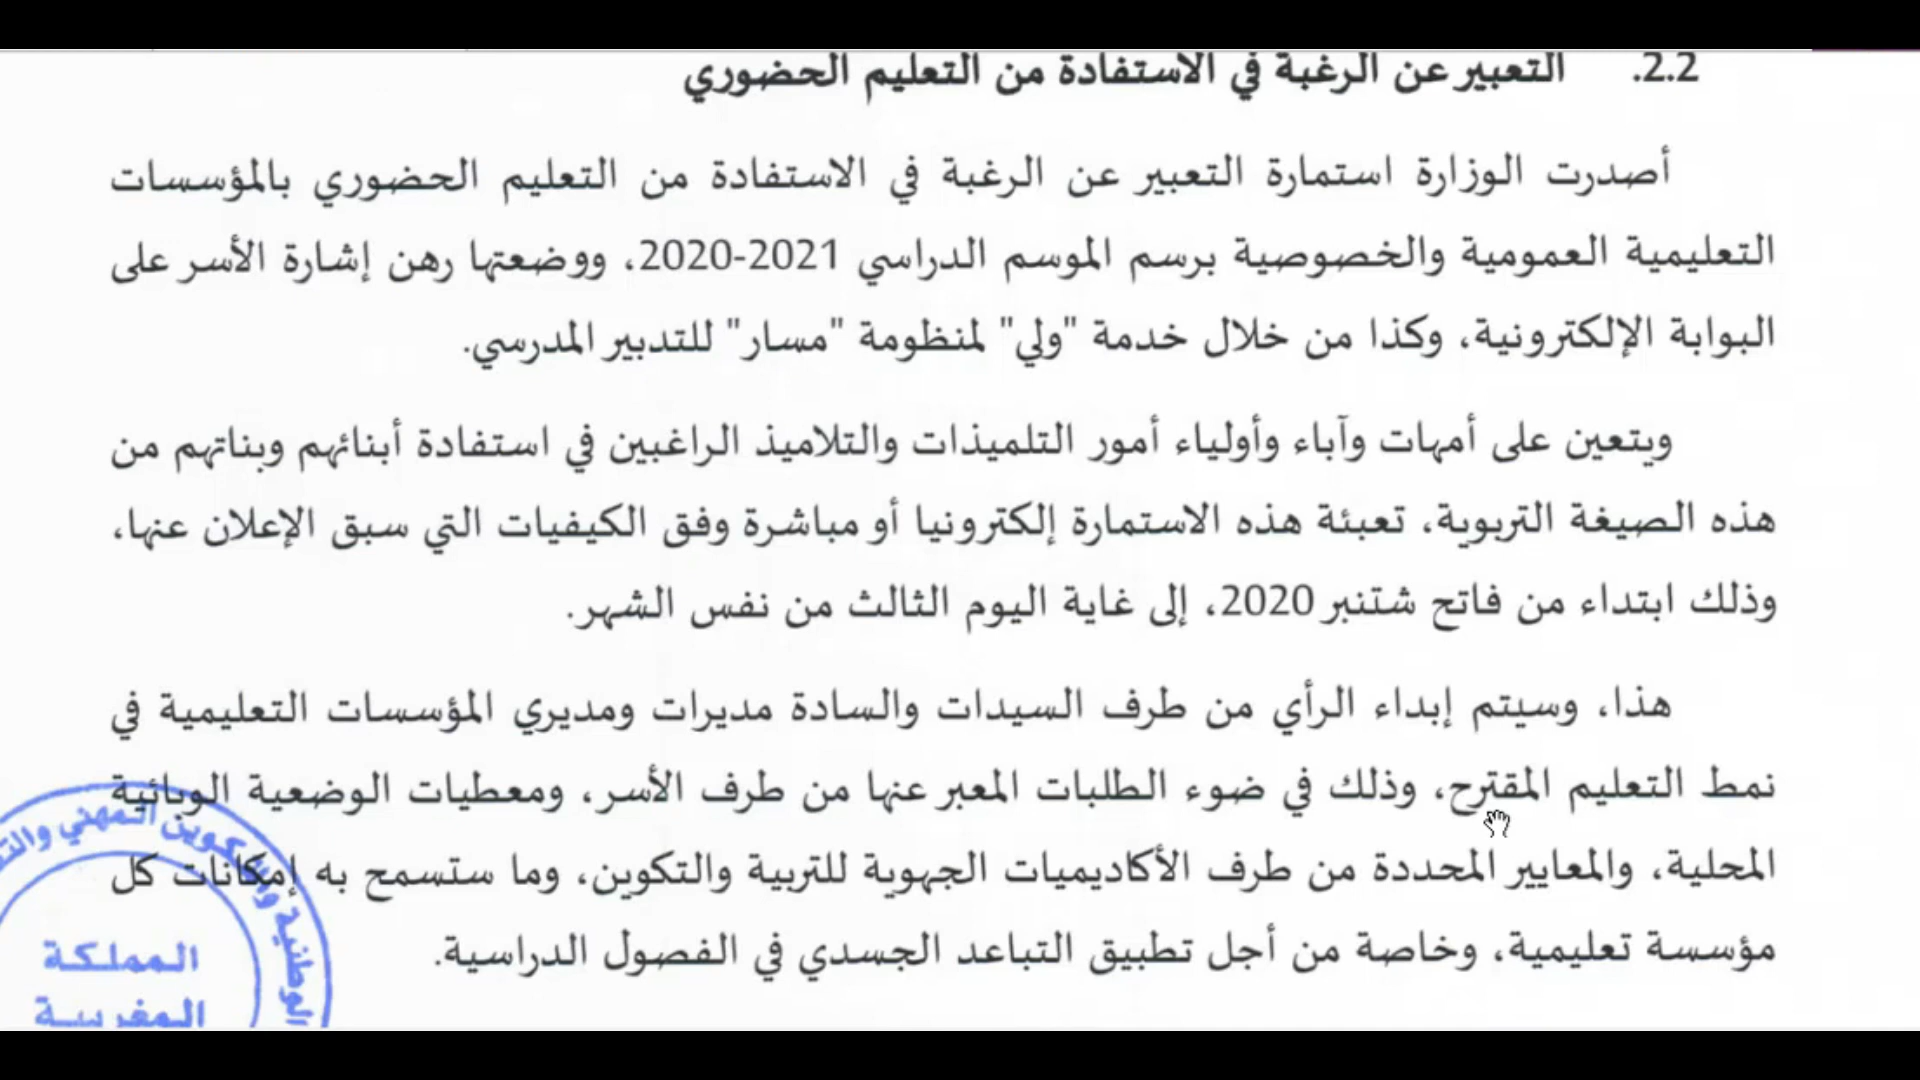 2.2. التعبير عن الرغبة في الاستفادة من التعليم الحضوري
أصدرت الوزارة استمارة التعبير عن الرغبة في الاستفادة من التعليم الحضوري بالمؤسسات
التعليمية العمومية والخصوصية برسم الموسم الدراسي 2021-2020، ووضعتها رهن إشارة الأسر على
البوابة الإلكترونية، وكذا من خلال خدمة "ولي" لمنظومة "مسار" للتدبير المدرسي.
ويتعين على أمهات وآباء وأولياء أمور التلميذات والتلاميذ الراغبين في استفادة أبنائهم وبناتهم من
هذه الصيغة التربوية، تعبئة هذه الاستمارة إلكترونيا أو مباشرة وفق الكيفيات التي سبق الإعلان عنها،
وذلك ابتداء من فاتح شتنبر 2020، إلى غاية اليوم الثالث من نفس الشهر.
هذا، وسيتم إبداء الرأي من طرف السيدات والسادة مديرات ومديري المؤسسات التعليمية في
نمط التعليم المقترح، وذلك في ضوء الطلبات المعبر عنها من طرف الأسر، ومعطيات الوضعية الوبائية
المحلية، والمعايير المحددة من طرف الأكاديميات الجهوية للتربية والتكوين، وما ستسمح به إمكانات كل
مؤسسة تعليمية، وخاصة من أجل تطبيق التباعد الجسدي في الفصول الدراسية.
الوطنية والتكوين المهني
المملكة
المغربية